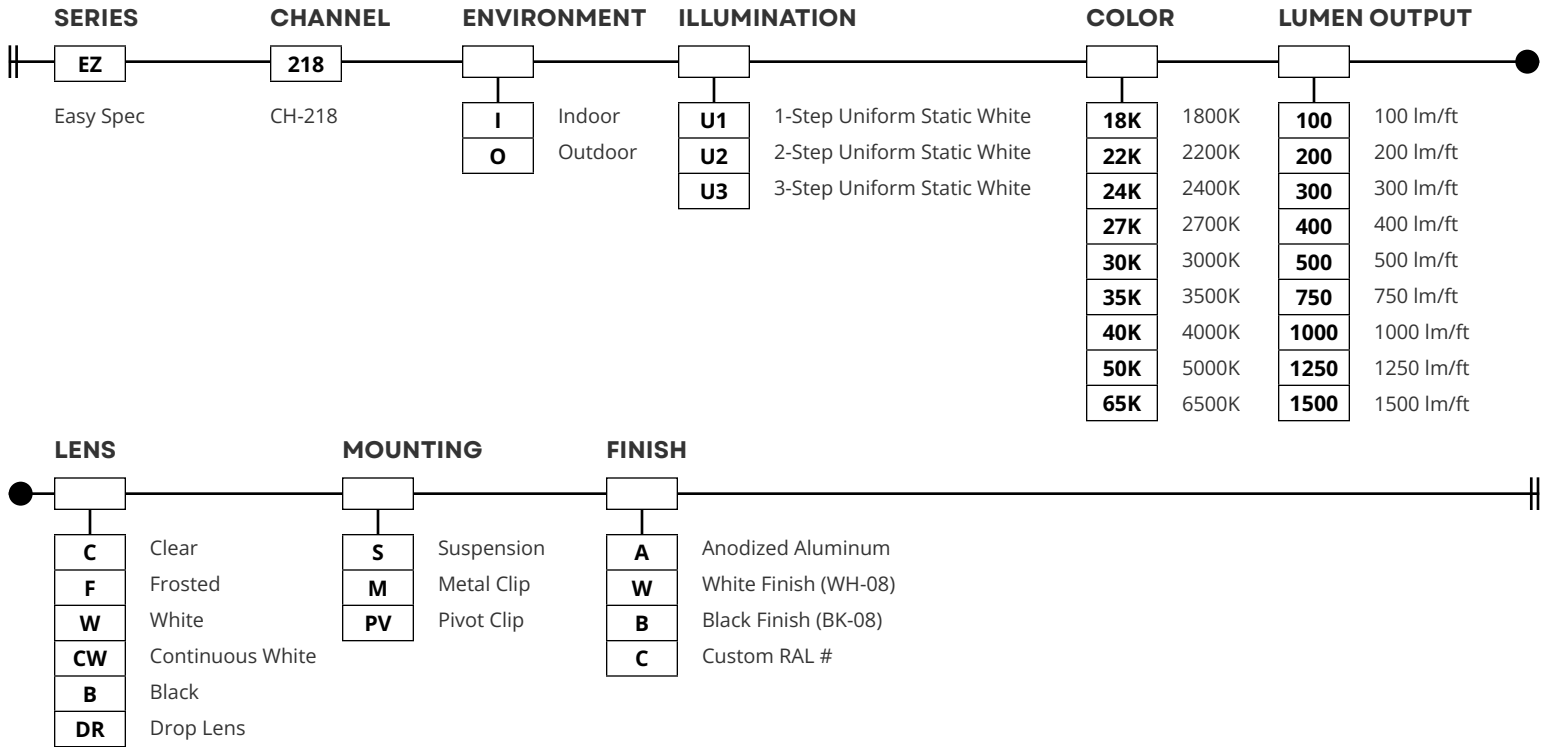 SERIES CHANNEL ENVIRONMENT ILLUMINATION COLOR LUMEN OUTPUT
EZ 218
Easy Spec CH-218 I Indoor U1 1-Step Uniform Static White 18K 1800K 100 100 lm/ft
O Outdoor U2 2-Step Uniform Static White 22K 2200K 200 200 lm/ft
U3 3-Step Uniform Static White 24K 2400K 300 300 lm/ft
27K 2700K 400 400 lm/ft
30K 3000K 500 500 lm/ft
35K 3500K 750 750 lm/ft
40K 4000K 1000 1000 lm/ft
50K 5000K 1250 1250 lm/ft
65K 6500K 1500 1500 lm/ft
LENS MOUNTING FINISH
C Clear S Suspension A Anodized Aluminum
F Frosted M Metal Clip W White Finish (WH-08)
W White PV Pivot Clip B Black Finish (BK-08)
CW Continuous White C Custom RAL #
B Black
DR Drop Lens